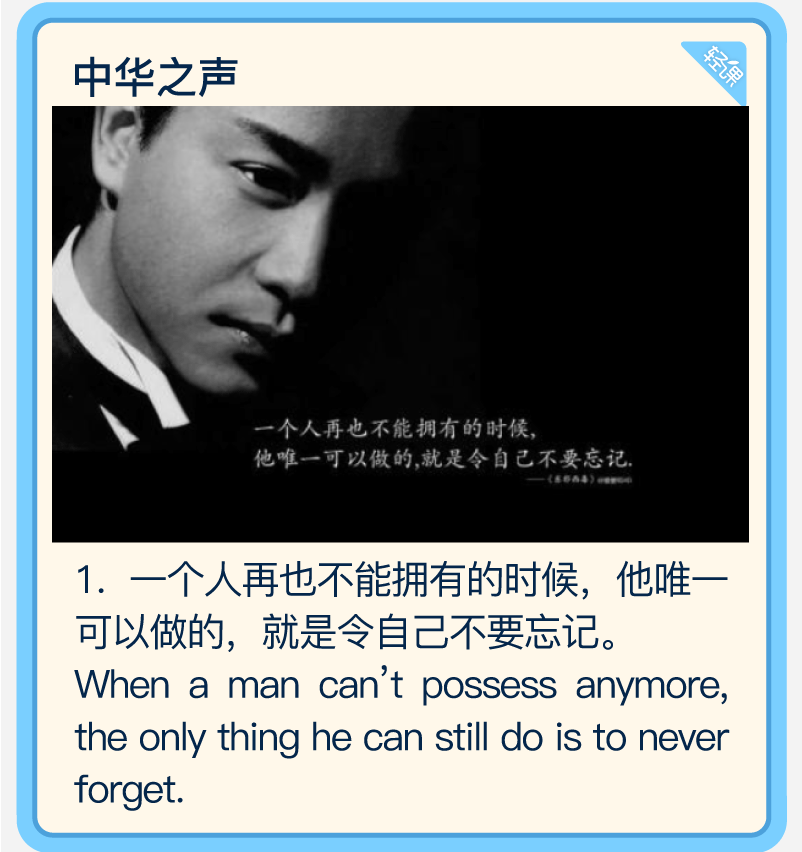 中华之声
轻课
一个人再也不能拥有的时候,
他唯一可以做的,就是令自己不要忘记.
——《东邪西毒》
1. 一个人再也不能拥有的时候，他唯一
可以做的，就是令自己不要忘记。
When a man can’t possess anymore,
the only thing he can still do is to never
forget.